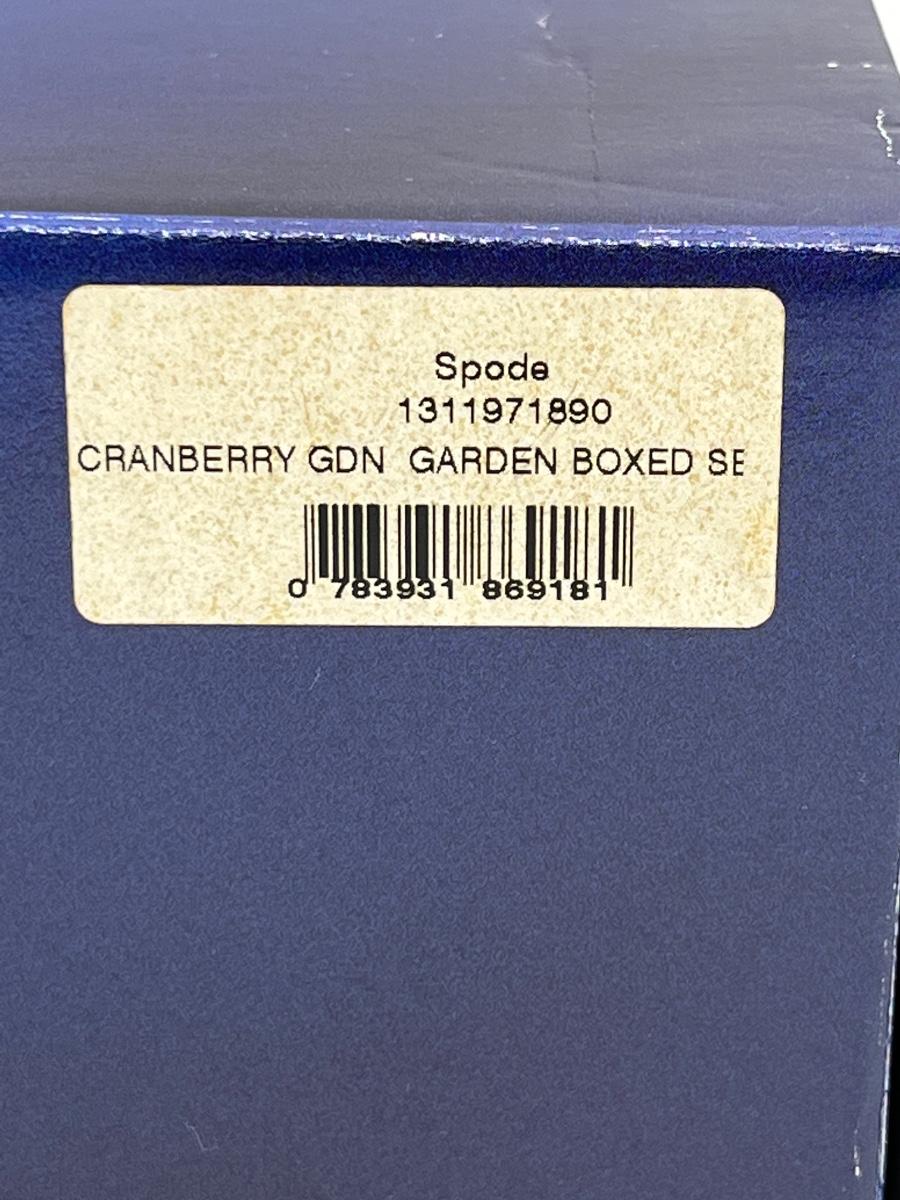 Spode
1311971890
CRANBERRY GDN GARDEN BOXED SE
0 783931 869181